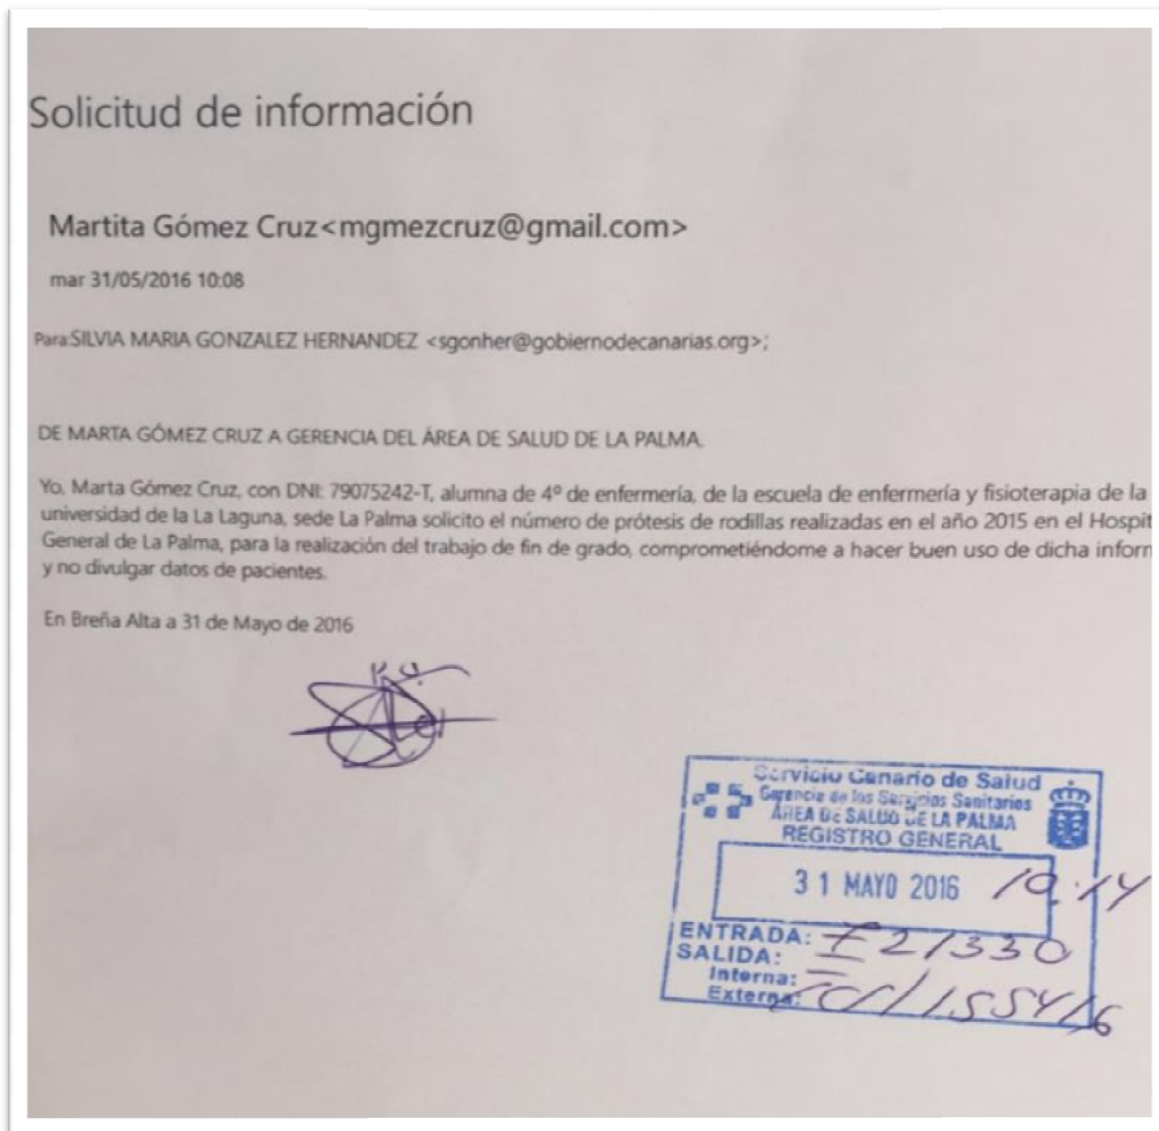 Solicitud de información
Martita Gómez Cruz<mgmezcruz@gmail.com>
mar 31/05/2016 10:08
Para:SILVIA MARIA GONZALEZ HERNANDEZ <sgonher@gobiernodecanarias.org>;
DE MARTA GÓMEZ CRUZ A GERENCIA DEL ÁREA DE SALUD DE LA PALMA.
Yo, Marta Gómez Cruz, con DNI: 79075242-T, alumna de 4º de enfermería, de la escuela de enfermería y fisioterapia de la
universidad de la La Laguna, sede La Palma solicito el número de prótesis de rodillas realizadas en el año 2015 en el Hospit
General de La Palma, para la realización del trabajo de fin de grado, comprometiéndome a hacer buen uso de dicha inform
y no divulgar datos de pacientes.
En Breña Alta a 31 de Mayo de 2016
Servicio Canario de Salud
Gerencia de los Servicios Sanitarios
ÁREA DE SALUD DE LA PALMA
REGISTRO GENERAL
31 MAYO 2016 10:14
ENTRADA:
SALIDA:
Interna:
Externa: